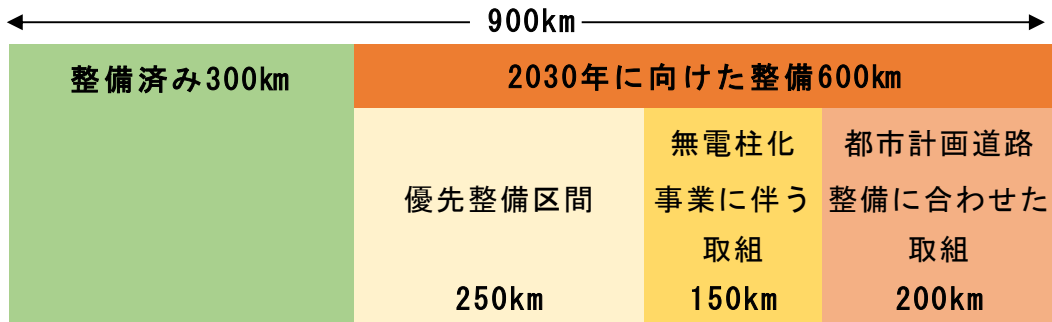 900km
整備済み300km
2030年に向けた整備600km
優先整備区間
250km
無電柱化
事業に伴う
取組
150km
都市計画道路
整備に合わせた
取組
200km